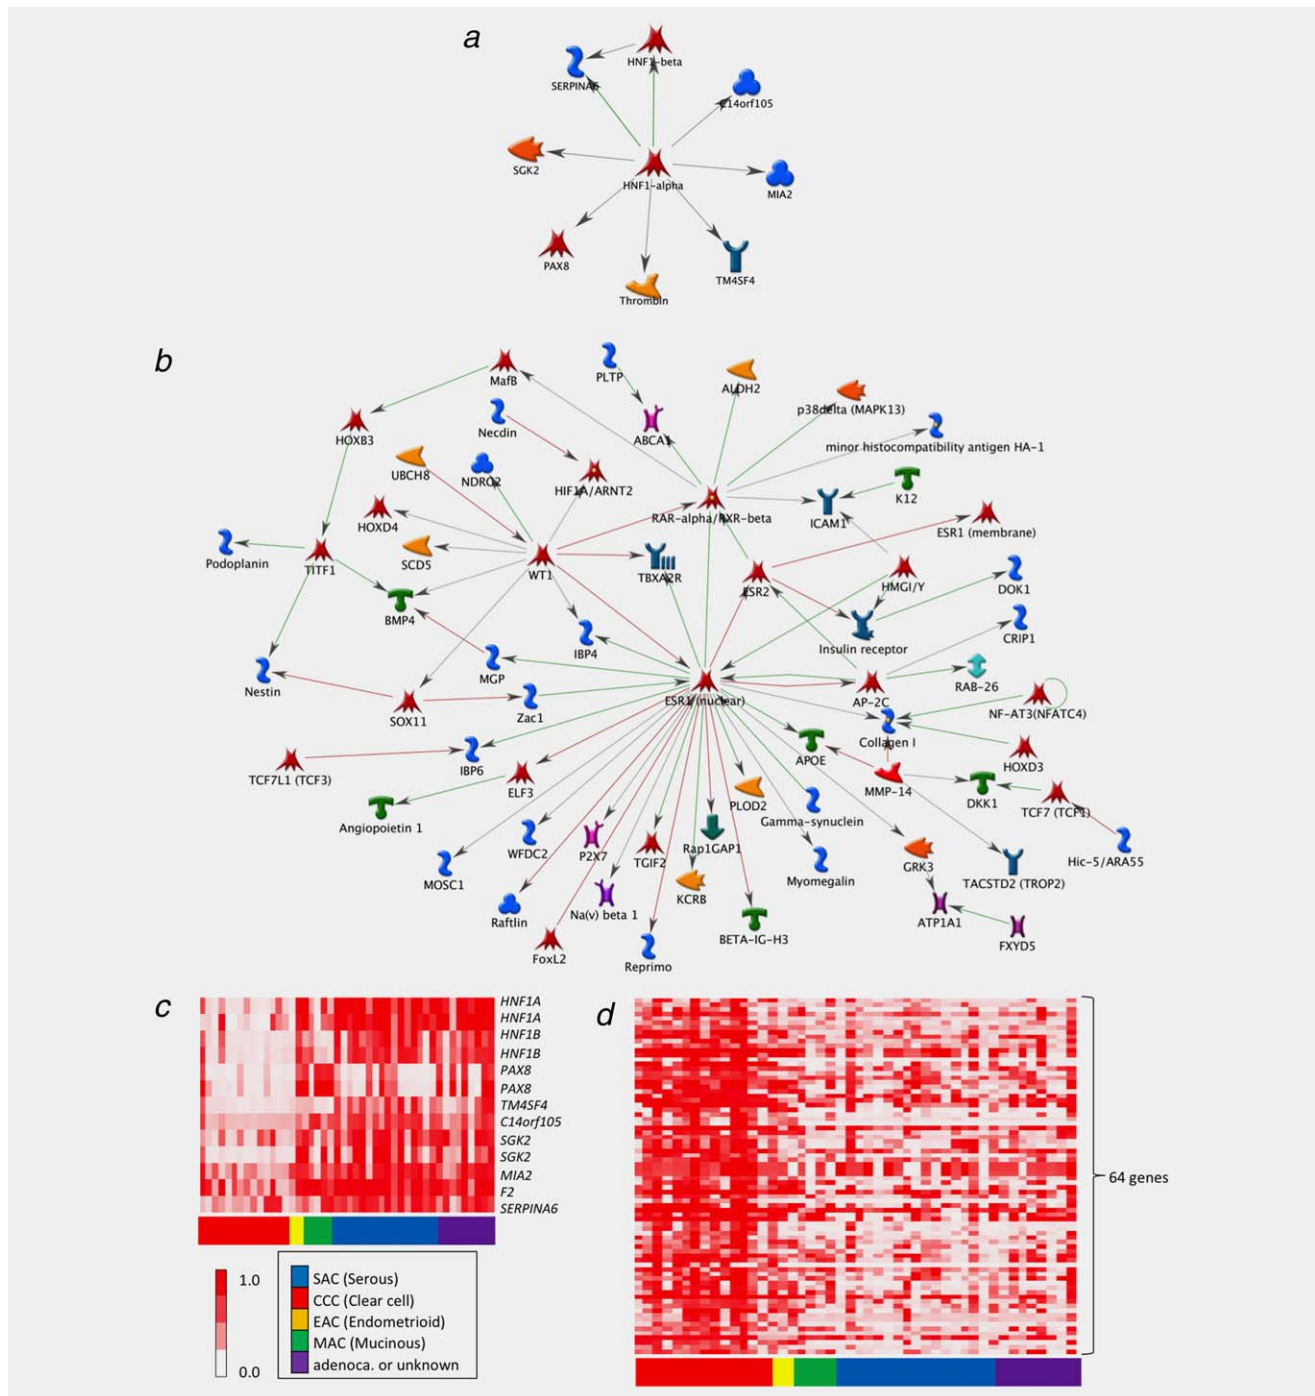 a
HNF1-beta
SERPINA6
C14orf105
SGK2
HNF1-alpha
MIA2
PAX8
TM4SF4
Thrombin
b
MafB
PLTP
ALDH2
p38delta (MAPK13)
HOXB3
Necdin
ABCA1
minor histocompatibility antigen HA-1
UBCH8
NDRG2
HIF1A/ARNT2
K12
HOXD4
RAR-alpha/RXR-beta
ICAM1
ESR1 (membrane)
Podoplanin
TITF1
SCD5
WT1
TBXA2R
ESR2
HMGI/Y
DOK1
BMP4
IBP4
Insulin receptor
CRIP1
Nestin
MGP
RAB-26
SOX11
Zac1
ESR1 (nuclear)
AP-2C
NF-AT3(NFATC4)
Collagen I
TCF7L1 (TCF3)
IBP6
ELF3
APOE
HOXD3
MMP-14
DKK1
PLOD2
TCF7 (TCF1)
Angiopoietin 1
Gamma-synuclein
WFDC2
P2X7
TGIF2
Rap1GAP1
Hic-5/ARA55
MOSC1
Myomegalin
GRK3
TACSTD2 (TROP2)
Raftlin
Na(v) beta 1
KCRB
ATP1A1
BETA-IG-H3
FXYD5
FoxL2
Reprimo
c
HNF1A
HNF1A
HNF1B
HNF1B
PAX8
PAX8
TM4SF4
C14orf105
SGK2
SGK2
MIA2
F2
SERPINA6
d
64 genes
1.0
0.0
SAC (Serous)
CCC (Clear cell)
EAC (Endometrioid)
MAC (Mucinous)
adenoca. or unknown